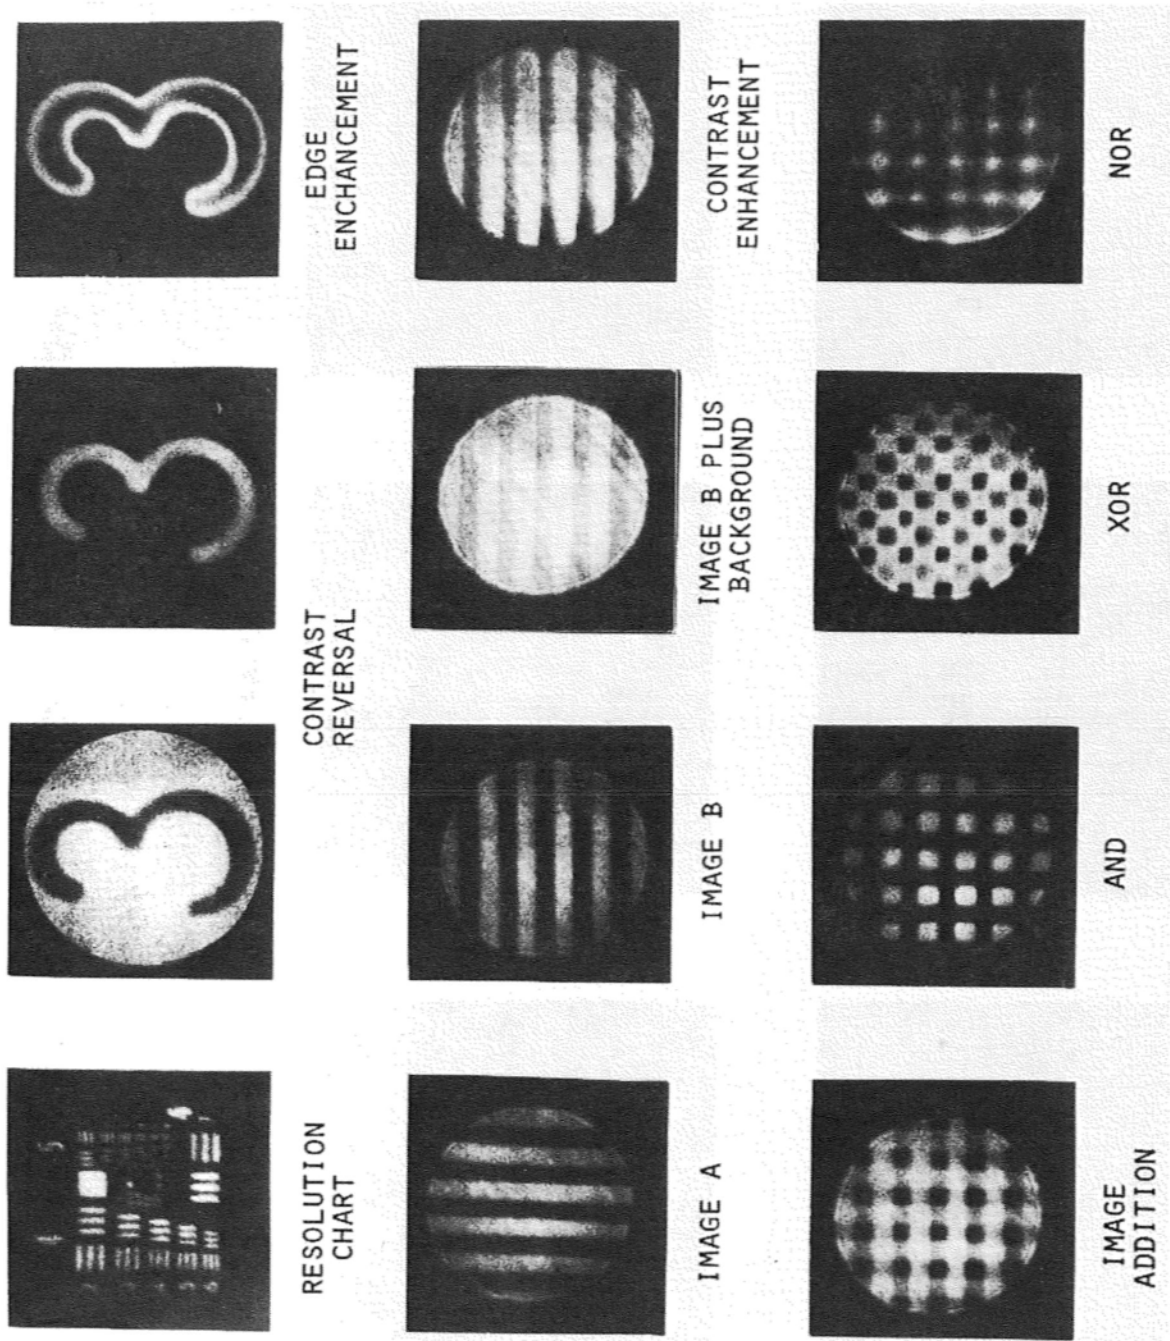 RESOLUTION
CHART
CONTRAST
REVERSAL
EDGE
ENCHANCEMENT
IMAGE A
IMAGE B
IMAGE B PLUS
BACKGROUND
CONTRAST
ENHANCEMENT
IMAGE
ADDITION
AND
XOR
NOR